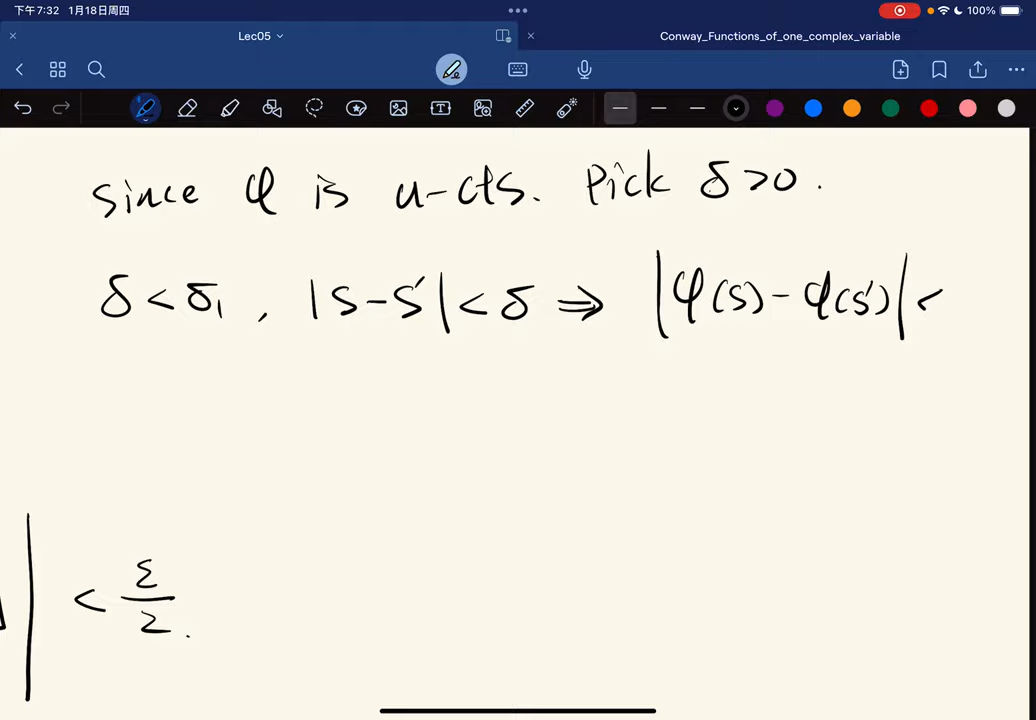 下午7:32 1月18日周四 100%
Lec05 Conway_Functions_of_one_complex_variable
since φ is u-cts. Pick δ>0.
δ < δ₁, |s-s'| < δ ⇒ |φ(s) - φ(s')| <
| < ε/2.